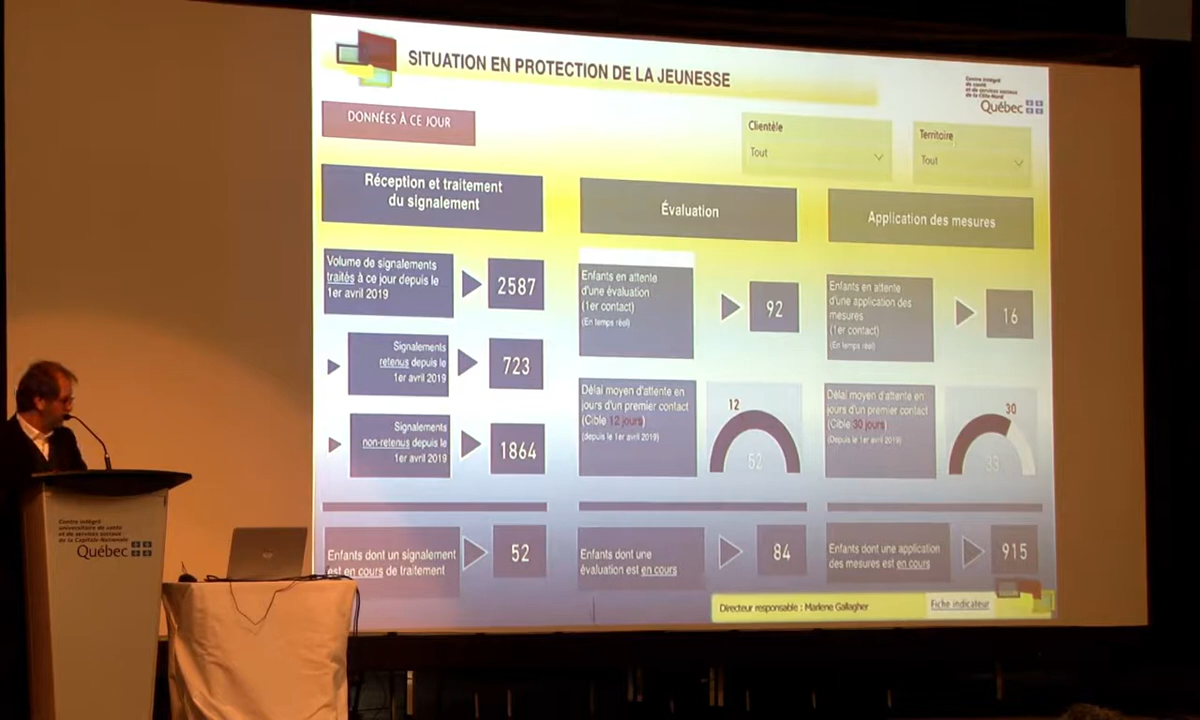 SITUATION EN PROTECTION DE LA JEUNESSE
Centre intégré
de santé
et de services sociaux
de la Côte-Nord
Québec
DONNÉES À CE JOUR
Clientèle
Tout
Territoire
Tout
Réception et traitement
du signalement
Volume de signalements
traités à ce jour depuis le
1er avril 2019
2587
Signalements
retenus depuis le
1er avril 2019
723
Signalements
non-retenus depuis le
1er avril 2019
1864
Enfants dont un signalement
est en cours de traitement
52
Évaluation
Enfants en attente
d'une évaluation
(1er contact)
(En temps réel)
92
Délai moyen d'attente en
jours d'un premier contact
(Cible 12 jours)
(depuis le 1er avril 2019)
12
52
Enfants dont une
évaluation est en cours
84
Application des mesures
Enfants en attente
d'une application des
mesures
(1er contact)
(En temps réel)
16
Délai moyen d'attente en
jours d'un premier contact
(Cible 30 jours)
(Depuis le 1er avril 2019)
30
33
Enfants dont une application
des mesures est en cours
915
Directeur responsable : Marlene Gallagher
Fiche indicateur
Centre intégré
universitaire de santé
et de services sociaux
de la Capitale-Nationale
Québec